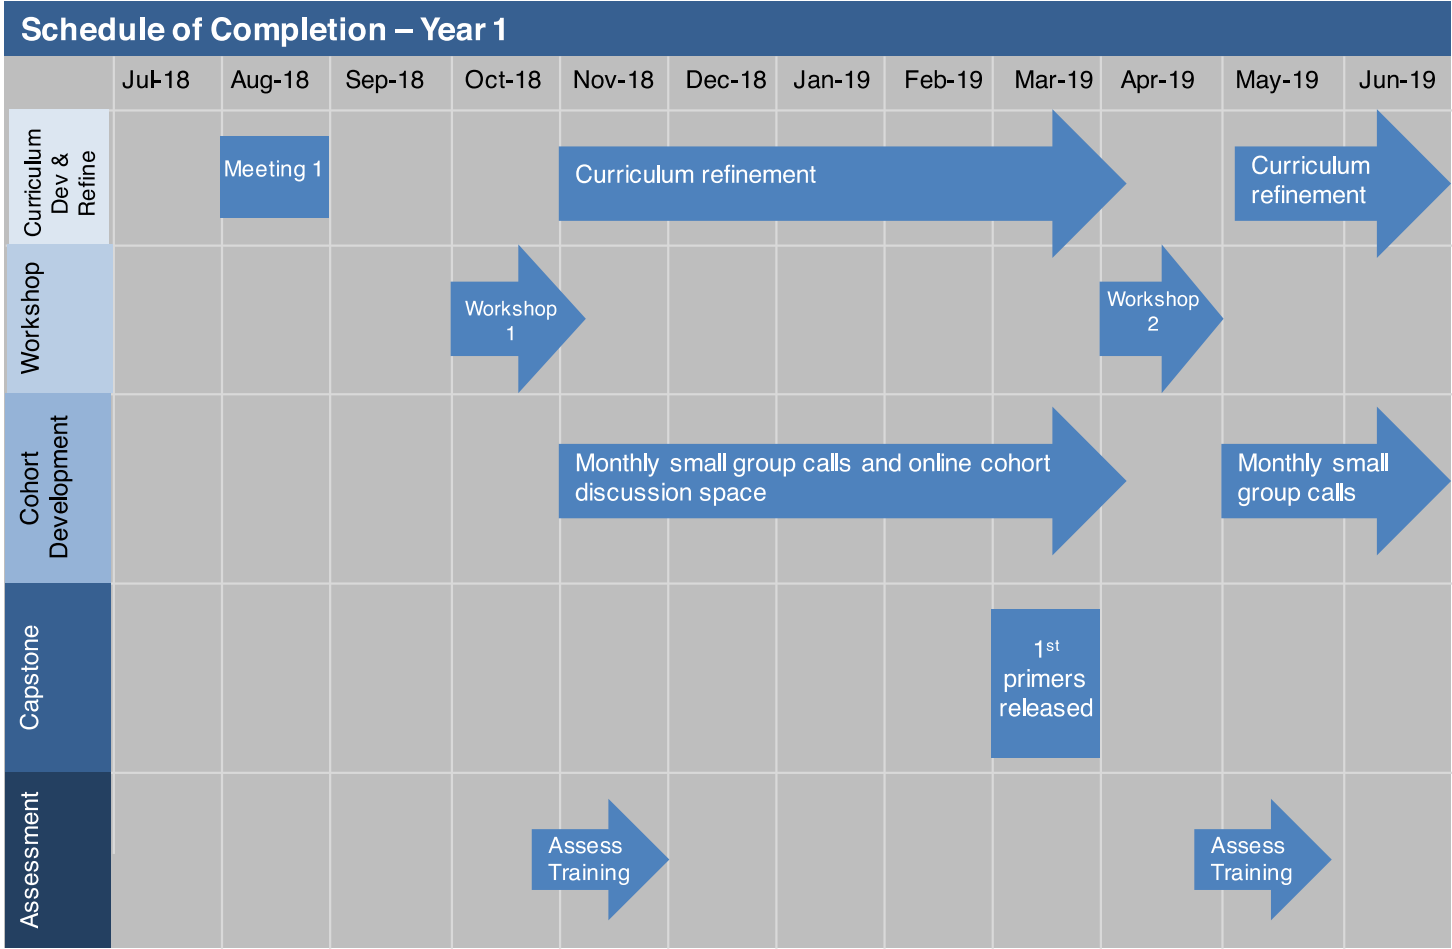 Schedule of Completion – Year 1
Jul-18 Aug-18 Sep-18 Oct-18 Nov-18 Dec-18 Jan-19 Feb-19 Mar-19 Apr-19 May-19 Jun-19
Curriculum
Dev &
Refine
Meeting 1
Curriculum refinement
Curriculum
refinement
Workshop
Workshop
1
Workshop
2
Cohort
Development
Monthly small group calls and online cohort
discussion space
Monthly small
group calls
Capstone
1st
primers
released
Assessment
Assess
Training
Assess
Training